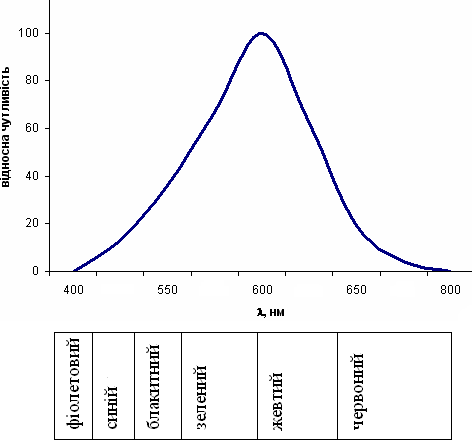 відносна чутливість
100
80
60
40
20
0
400 550 600 650 800
λ, нм
фіолетовий
синій
блакитний
зелений
жевтий
червоний